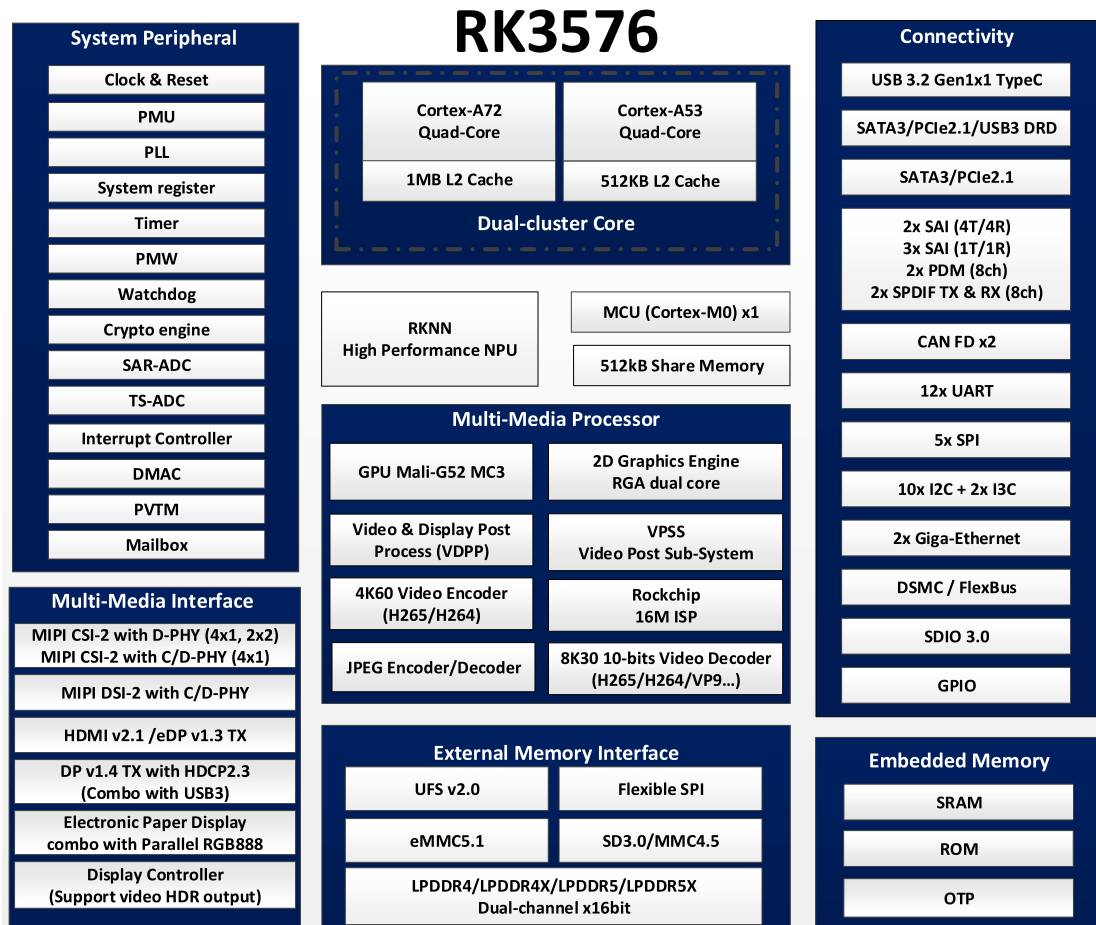 RK3576
System Peripheral
Clock & Reset
PMU
PLL
System register
Timer
PMW
Watchdog
Crypto engine
SAR-ADC
TS-ADC
Interrupt Controller
DMAC
PVTM
Mailbox
Multi-Media Interface
MIPI CSI-2 with D-PHY (4x1, 2x2)
MIPI CSI-2 with C/D-PHY (4x1)
MIPI DSI-2 with C/D-PHY
HDMI v2.1 /eDP v1.3 TX
DP v1.4 TX with HDCP2.3
(Combo with USB3)
Electronic Paper Display
combo with Parallel RGB888
Display Controller
(Support video HDR output)
Cortex-A72
Quad-Core
1MB L2 Cache
Cortex-A53
Quad-Core
512KB L2 Cache
Dual-cluster Core
RKNN
High Performance NPU
MCU (Cortex-M0) x1
512kB Share Memory
Multi-Media Processor
GPU Mali-G52 MC3
2D Graphics Engine
RGA dual core
Video & Display Post
Process (VDPP)
VPSS
Video Post Sub-System
4K60 Video Encoder
(H265/H264)
Rockchip
16M ISP
JPEG Encoder/Decoder
8K30 10-bits Video Decoder
(H265/H264/VP9...)
External Memory Interface
UFS v2.0
Flexible SPI
eMMC5.1
SD3.0/MMC4.5
LPDDR4/LPDDR4X/LPDDR5/LPDDR5X
Dual-channel x16bit
Connectivity
USB 3.2 Gen1x1 TypeC
SATA3/PCIe2.1/USB3 DRD
SATA3/PCIe2.1
2x SAI (4T/4R)
3x SAI (1T/1R)
2x PDM (8ch)
2x SPDIF TX & RX (8ch)
CAN FD x2
12x UART
5x SPI
10x I2C + 2x I3C
2x Giga-Ethernet
DSMC / FlexBus
SDIO 3.0
GPIO
Embedded Memory
SRAM
ROM
OTP